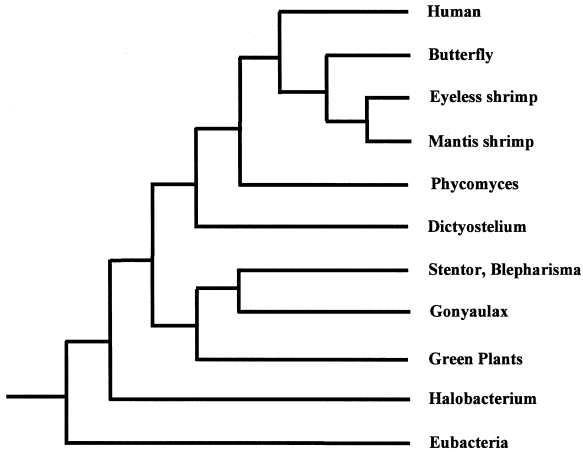 Human
Butterfly
Eyeless shrimp
Mantis shrimp
Phycomyces
Dictyostelium
Stentor, Blepharisma
Gonyaulax
Green Plants
Halobacterium
Eubacteria